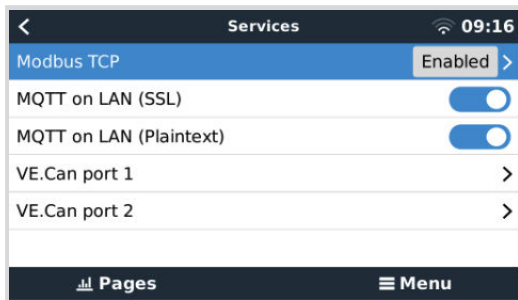 Services 09:16
Modbus TCP Enabled
MQTT on LAN (SSL)
MQTT on LAN (Plaintext)
VE.Can port 1
VE.Can port 2
Pages Menu